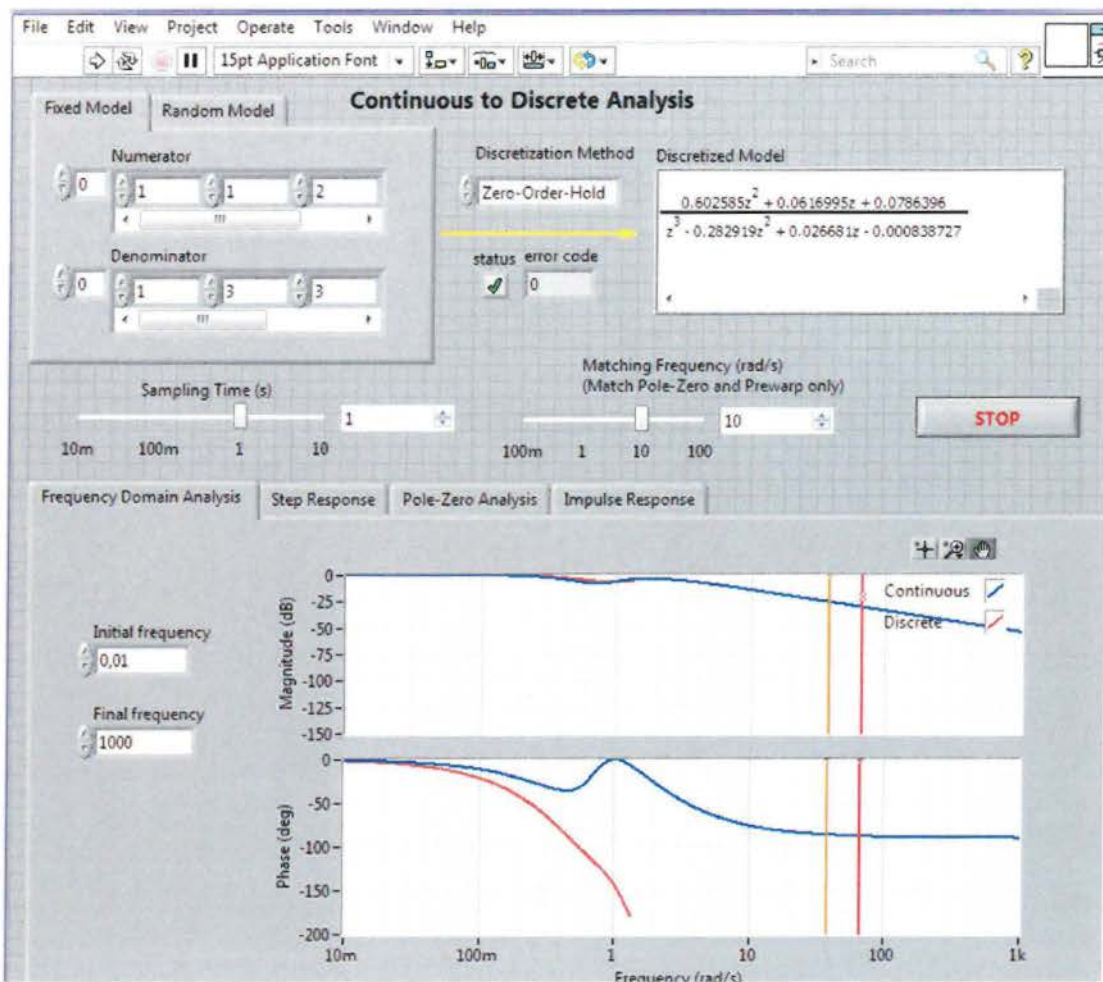 File Edit View Project Operate Tools Window Help
15pt Application Font
Search
Continuous to Discrete Analysis
Fixed Model Random Model
Numerator
0 1 1 2
Denominator
0 1 3 3
Discretization Method
Zero-Order-Hold
status error code
0
Discretized Model
0.602585z² + 0.0616995z + 0.0786396
z³ - 0.282919z² + 0.026681z - 0.000838727
Sampling Time (s)
1
10m 100m 1 10
Matching Frequency (rad/s)
(Match Pole-Zero and Prewarp only)
10
100m 1 10 100
STOP
Frequency Domain Analysis Step Response Pole-Zero Analysis Impulse Response
Initial frequency
0,01
Final frequency
1000
Magnitude (dB)
0
-25
-50
-75
-100
-125
-150
Continuous
Discrete
Phase (deg)
0
-50
-100
-150
-200
10m 100m 1 10 100 1k
Frequency (rad/s)